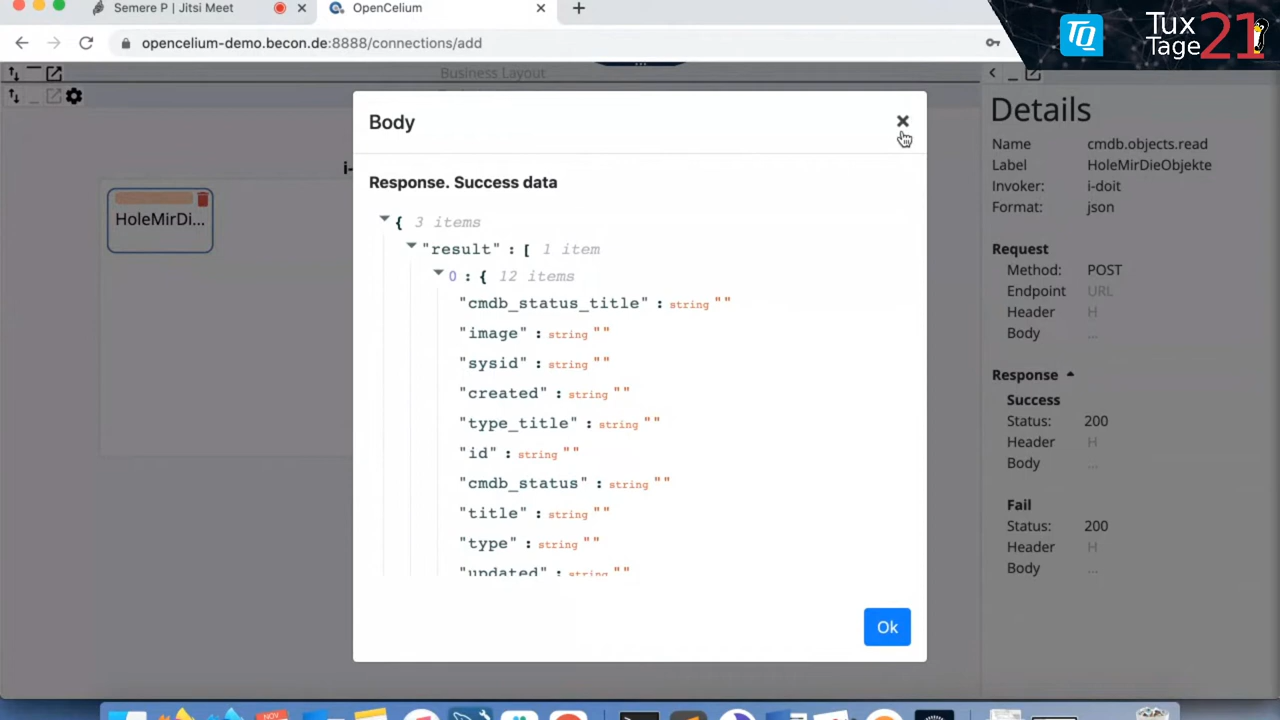 Semere P | Jitsi Meet
OpenCelium
opencelium-demo.becon.de:8888/connections/add
TQ
Tux
Tage
21
Business Layout
i-
HoleMirDi...
Body
Response. Success data
{ 3 items
"result" : [ 1 item
0 : { 12 items
"cmdb_status_title" : string ""
"image" : string ""
"sysid" : string ""
"created" : string ""
"type_title" : string ""
"id" : string ""
"cmdb_status" : string ""
"title" : string ""
"type" : string ""
"updated" : string ""
Ok
Details
Name cmdb.objects.read
Label HoleMirDieObjekte
Invoker: i-doit
Format: json
Request
Method: POST
Endpoint URL
Header H
Body ...
Response
Success
Status: 200
Header H
Body ...
Fail
Status: 200
Header H
Body ...
NOV